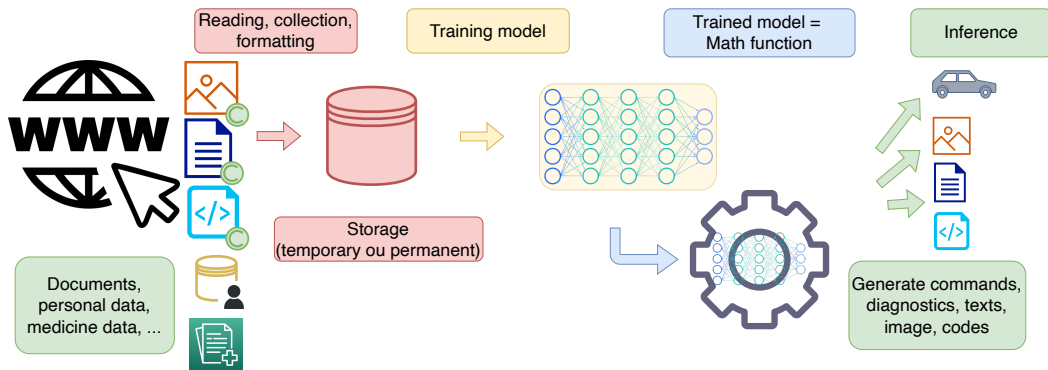 Reading, collection,
formatting
Training model
Trained model =
Math function
Inference
www
©
©
</>
©
Storage
(temporary ou permanent)
Documents,
personal data,
medicine data, ...
</>
Generate commands,
diagnostics, texts,
image, codes